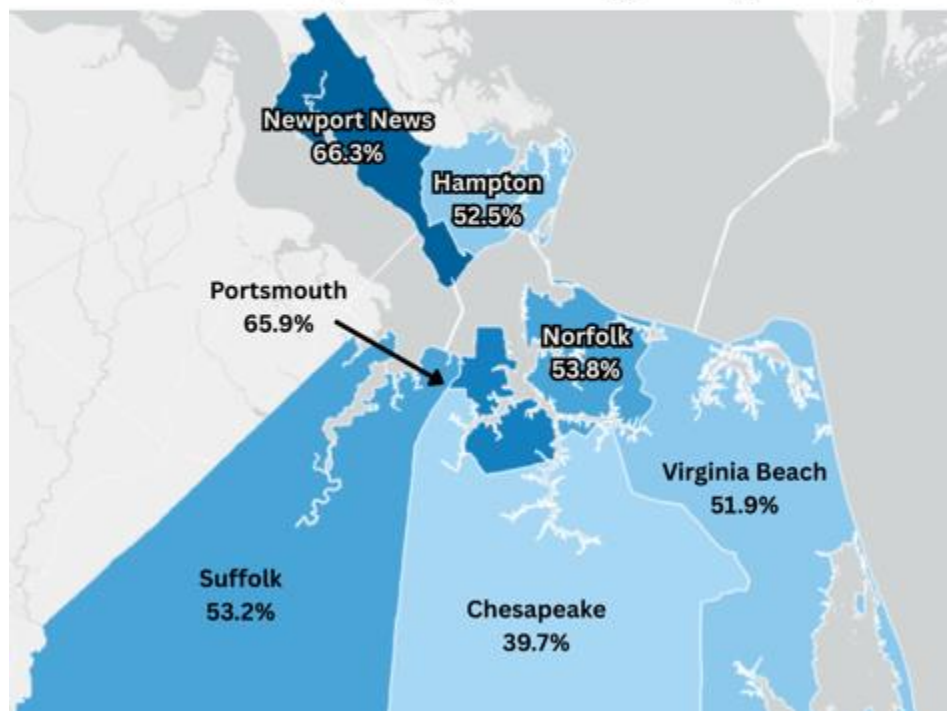 Newport News
66.3%
Hampton
52.5%
Portsmouth
65.9%
Norfolk
53.8%
Virginia Beach
51.9%
Suffolk
53.2%
Chesapeake
39.7%